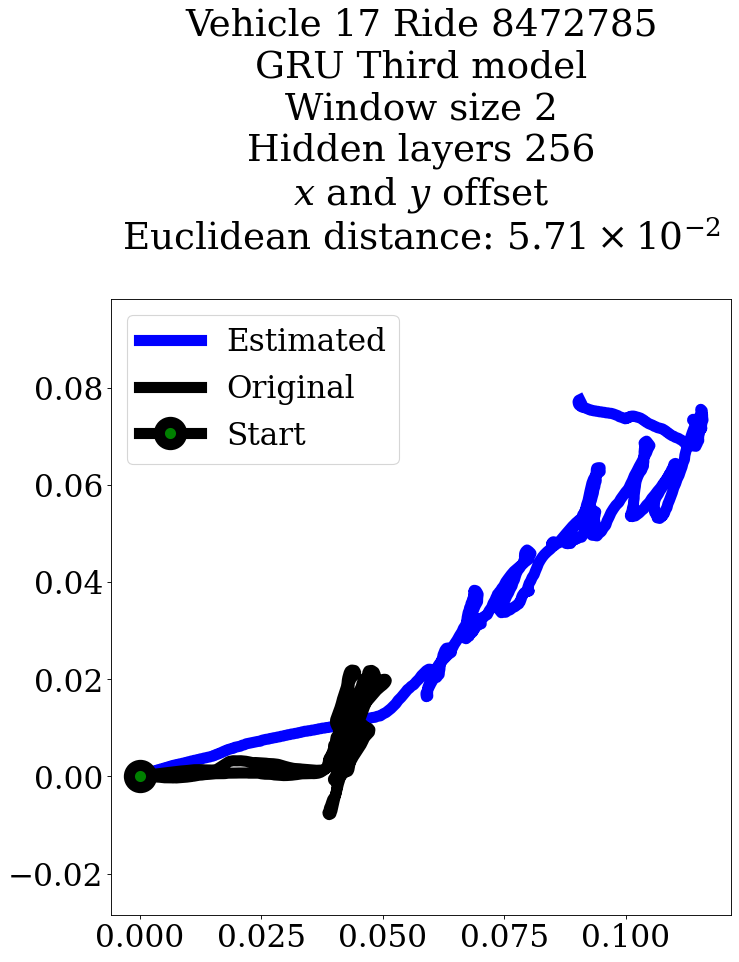 Vehicle 17 Ride 8472785
GRU Third model
Window size 2
Hidden layers 256
x and y offset
Euclidean distance: 5.71 × 10⁻²
Estimated
Original
Start
0.08
0.06
0.04
0.02
0.00
−0.02
0.000 0.025 0.050 0.075 0.100